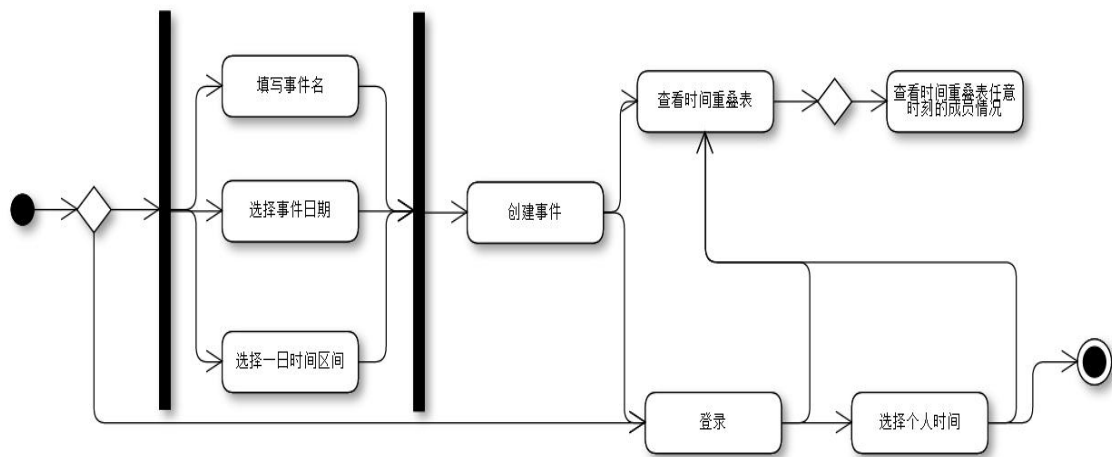 填写事件名
选择事件日期
选择一日时间区间
创建事件
查看时间重叠表
查看时间重叠表任意
时刻的成员情况
登录
选择个人时间